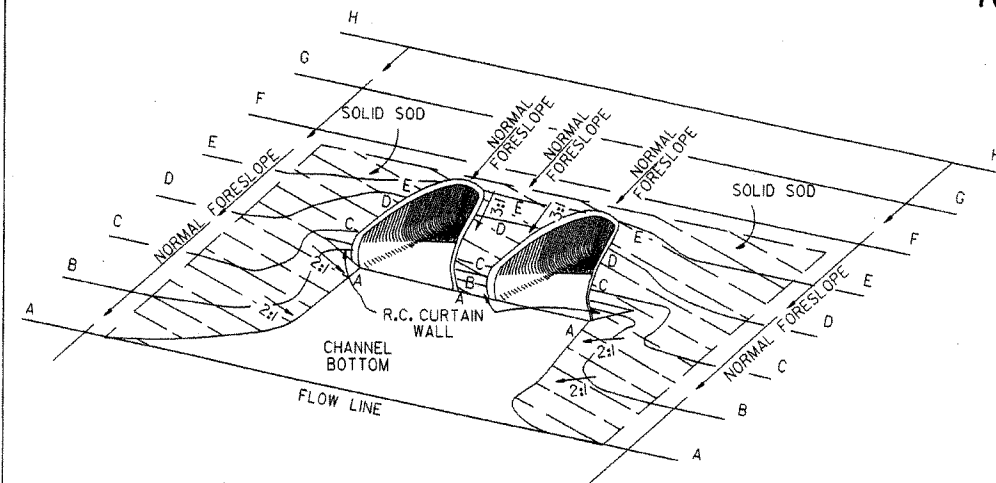 H
G
F
SOLID SOD
E
D
C
B
A
NORMAL FORESLOPE
NORMAL
FORESLOPE
NORMAL
FORESLOPE
NORMAL
FORESLOPE
H
G
F
E
D
C
B
A
SOLID SOD
NORMAL FORESLOPE
E
D
C
3:1
E
D
C
B
3:1
E
D
C
2:1
2:1
A
A
A
R.C. CURTAIN
WALL
2:1
2:1
CHANNEL
BOTTOM
FLOW LINE